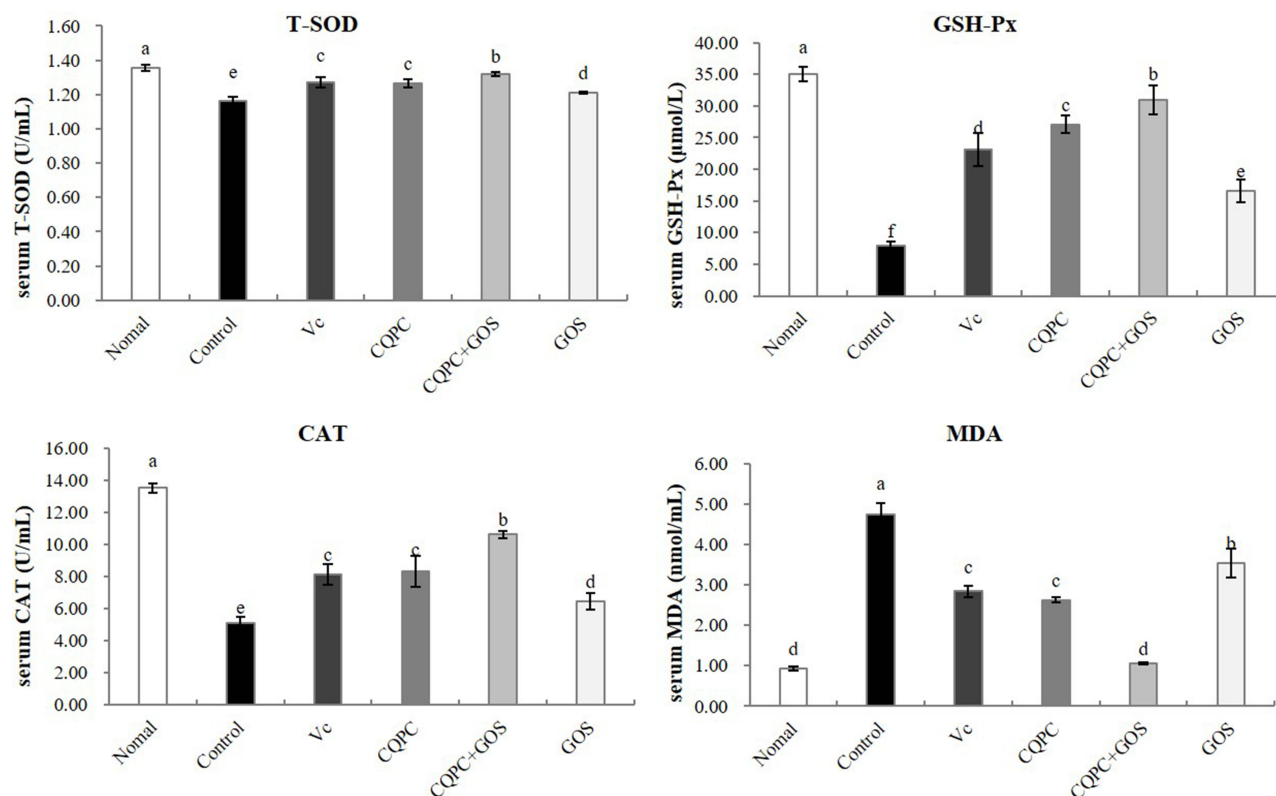 T-SOD
serum T-SOD (U/mL)
1.60
1.40
1.20
1.00
0.80
0.60
0.40
0.20
0.00
a
e
c
c
b
d
Nomal
Control
Vc
CQPC
CQPC+GOS
GOS
GSH-Px
serum GSH-Px (μmol/L)
40.00
35.00
30.00
25.00
20.00
15.00
10.00
5.00
0.00
a
f
d
c
b
e
Nomal
Control
Vc
CQPC
CQPC+GOS
GOS
CAT
serum CAT (U/mL)
16.00
14.00
12.00
10.00
8.00
6.00
4.00
2.00
0.00
a
e
c
c
b
d
Nomal
Control
Vc
CQPC
CQPC+GOS
GOS
MDA
serum MDA (nmol/mL)
6.00
5.00
4.00
3.00
2.00
1.00
0.00
d
a
c
c
d
b
Nomal
Control
Vc
CQPC
CQPC+GOS
GOS